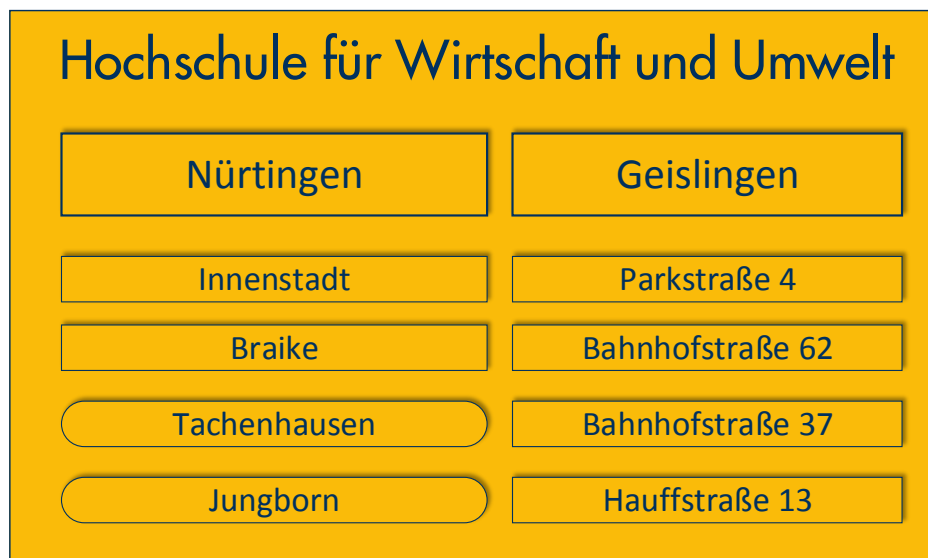 Hochschule für Wirtschaft und Umwelt
Nürtingen
Geislingen
Innenstadt
Parkstraße 4
Braike
Bahnhofstraße 62
Tachenhausen
Bahnhofstraße 37
Jungborn
Hauffstraße 13